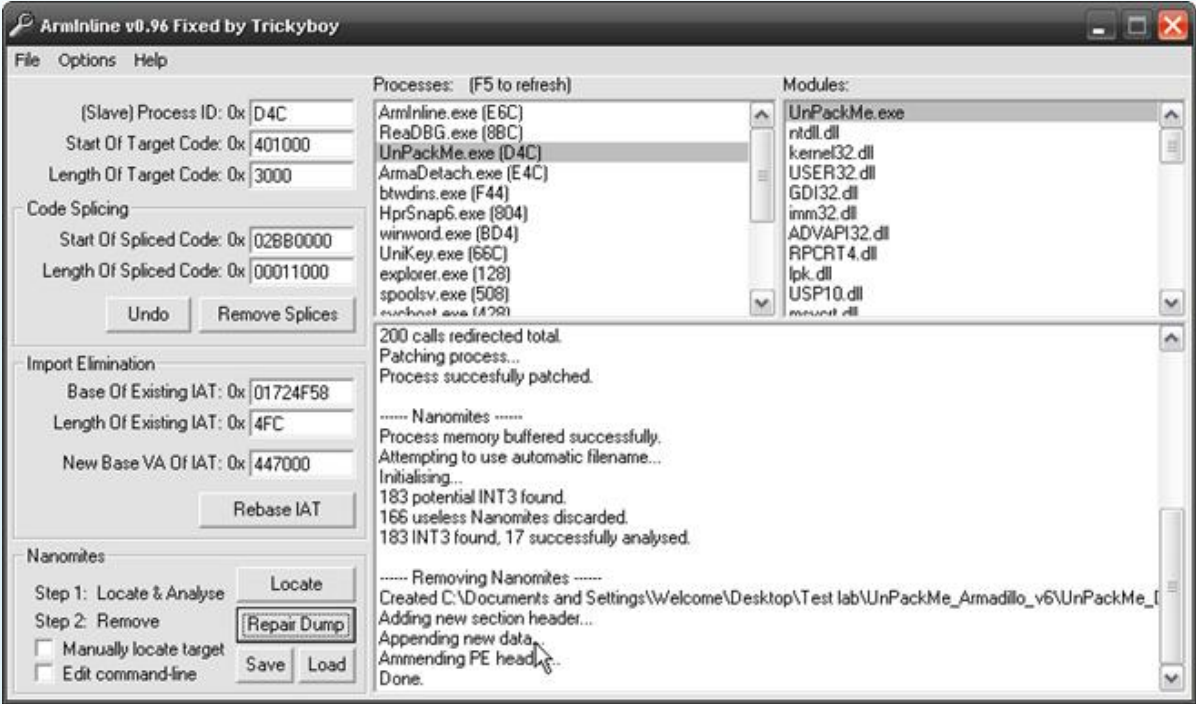 ArmInline v0.96 Fixed by Trickyboy
File Options Help
(Slave) Process ID: 0x D4C
Start Of Target Code: 0x 401000
Length Of Target Code: 0x 3000
Code Splicing
Start Of Spliced Code: 0x 02BB0000
Length Of Spliced Code: 0x 00011000
Undo Remove Splices
Import Elimination
Base Of Existing IAT: 0x 01724F58
Length Of Existing IAT: 0x 4FC
New Base VA Of IAT: 0x 447000
Rebase IAT
Nanomites
Step 1: Locate & Analyse Locate
Step 2: Remove Repair Dump
Manually locate target
Edit command-line
Save Load
Processes: (F5 to refresh)
ArmInline.exe (E6C)
ReaDBG.exe (8BC)
UnPackMe.exe (D4C)
ArmaDetach.exe (E4C)
btwdins.exe (F44)
HprSnap6.exe (804)
winword.exe (BD4)
UniKey.exe (66C)
explorer.exe (128)
spoolsv.exe (508)
svchost.exe (428)
Modules:
UnPackMe.exe
ntdll.dll
kernel32.dll
USER32.dll
GDI32.dll
imm32.dll
ADVAPI32.dll
RPCRT4.dll
lpk.dll
USP10.dll
msvcrt.dll
200 calls redirected total.
Patching process...
Process succesfully patched.
------ Nanomites ------
Process memory buffered successfully.
Attempting to use automatic filename...
Initialising...
183 potential INT3 found.
166 useless Nanomites discarded.
183 INT3 found, 17 successfully analysed.
------ Removing Nanomites ------
Created C:\Documents and Settings\Welcome\Desktop\Test lab\UnPackMe_Armadillo_v6\UnPackMe_
Adding new section header...
Appending new data...
Ammending PE header...
Done.